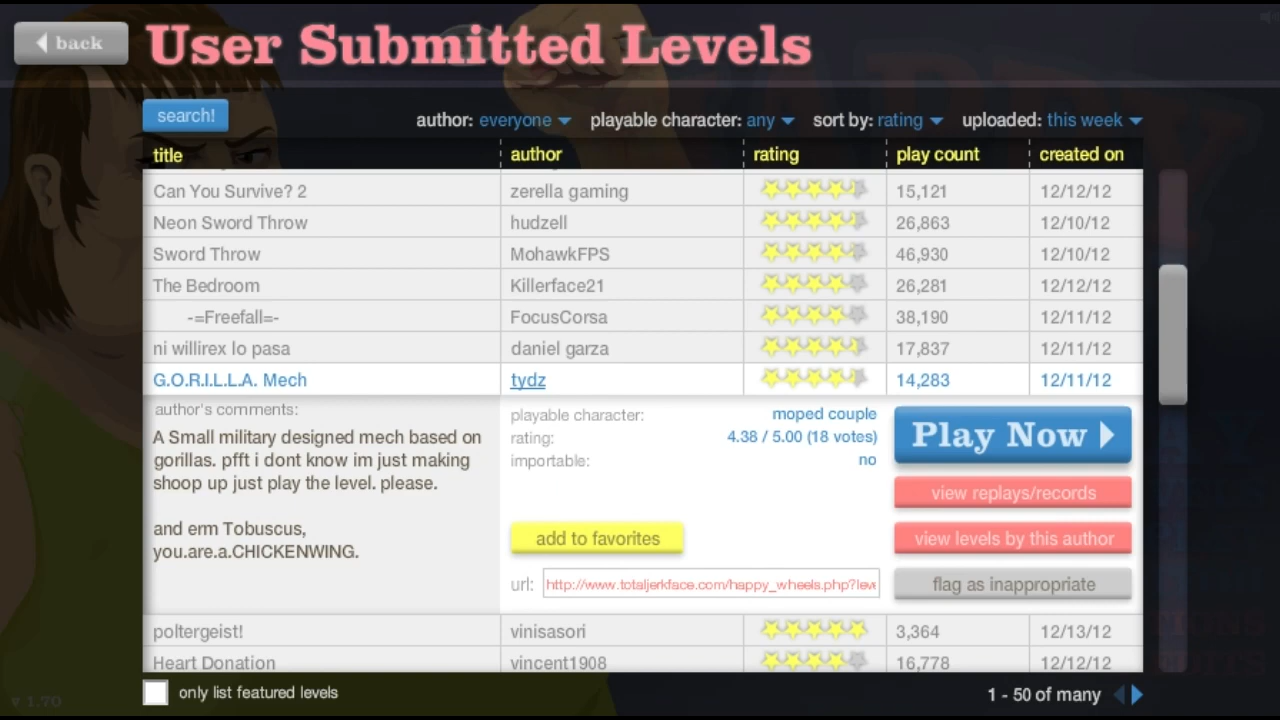 back
User Submitted Levels
search!
author: everyone playable character: any sort by: rating uploaded: this week
title author rating play count created on
Can You Survive? 2 zerella gaming 15,121 12/12/12
Neon Sword Throw hudzell 26,863 12/10/12
Sword Throw MohawkFPS 46,930 12/10/12
The Bedroom Killerface21 26,281 12/12/12
-=Freefall=- FocusCorsa 38,190 12/11/12
ni willirex lo pasa daniel garza 17,837 12/11/12
G.O.R.I.L.L.A. Mech tydz 14,283 12/11/12
author's comments:
A Small military designed mech based on
gorillas. pfft i dont know im just making
shoop up just play the level. please.
and erm Tobuscus,
you.are.a.CHICKENWING.
playable character: moped couple
rating: 4.38 / 5.00 (18 votes)
importable: no
add to favorites
url: http://www.totaljerkface.com/happy_wheels.php?lev
Play Now
view replays/records
view levels by this author
flag as inappropriate
poltergeist! vinisasori 3,364 12/13/12
Heart Donation vincent1908 16,778 12/12/12
only list featured levels
1 - 50 of many
v 1.70